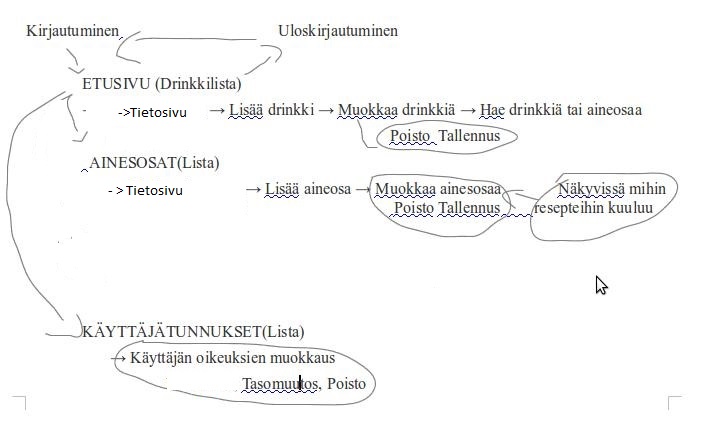 Kirjautuminen Uloskirjautuminen
ETUSIVU (Drinkkilista)
->Tietosivu → Lisää drinkki → Muokkaa drinkkiä → Hae drinkkiä tai aineosaa
Poisto Tallennus
AINESOSAT(Lista)
- > Tietosivu → Lisää aineosa → Muokkaa ainesosaa Näkyvissä mihin
Poisto Tallennus resepteihin kuuluu
KÄYTTÄJÄTUNNUKSET(Lista)
→ Käyttäjän oikeuksien muokkaus
Tasomuutos, Poisto